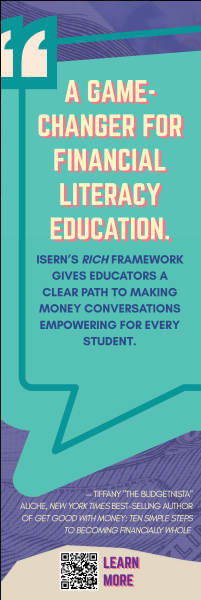 A GAME-
CHANGER FOR
FINANCIAL
LITERACY
EDUCATION.
ISERN'S RICH FRAMEWORK
GIVES EDUCATORS A
CLEAR PATH TO MAKING
MONEY CONVERSATIONS
EMPOWERING FOR EVERY
STUDENT.
– TIFFANY "THE BUDGETNISTA"
ALICHE, NEW YORK TIMES BEST-SELLING AUTHOR
OF GET GOOD WITH MONEY: TEN SIMPLE STEPS
TO BECOMING FINANCIALLY WHOLE
LEARN
MORE